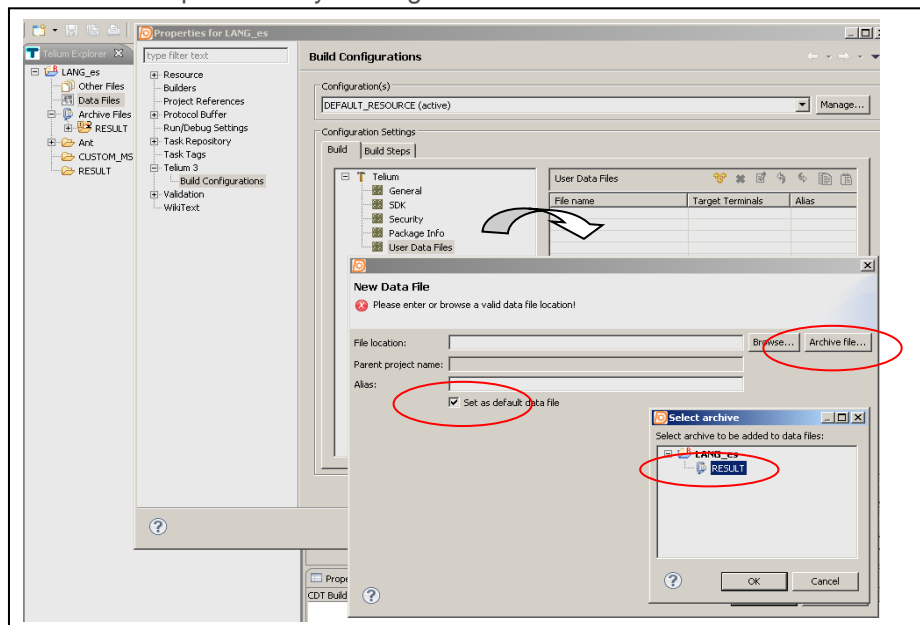 Properties for LANG_es
Telium Explorer
LANG_es
Other Files
Data Files
Archive Files
RESULT
Ant
CUSTOM_MS
RESULT
type filter text
Resource
Builders
Project References
Protocol Buffer
Run/Debug Settings
Task Repository
Task Tags
Telium 3
Build Configurations
Validation
WikiText
Build Configurations
Configuration(s)
DEFAULT_RESOURCE (active)
Manage...
Configuration Settings
Build
Build Steps
Telium
General
SDK
Security
Package Info
User Data Files
User Data Files
File name
Target Terminals
Alias
New Data File
Please enter or browse a valid data file location!
File location:
Browse...
Archive file...
Parent project name:
Alias:
Set as default data file
Select archive
Select archive to be added to data files:
LANG_es
RESULT
OK
Cancel
Prope
CDT Build